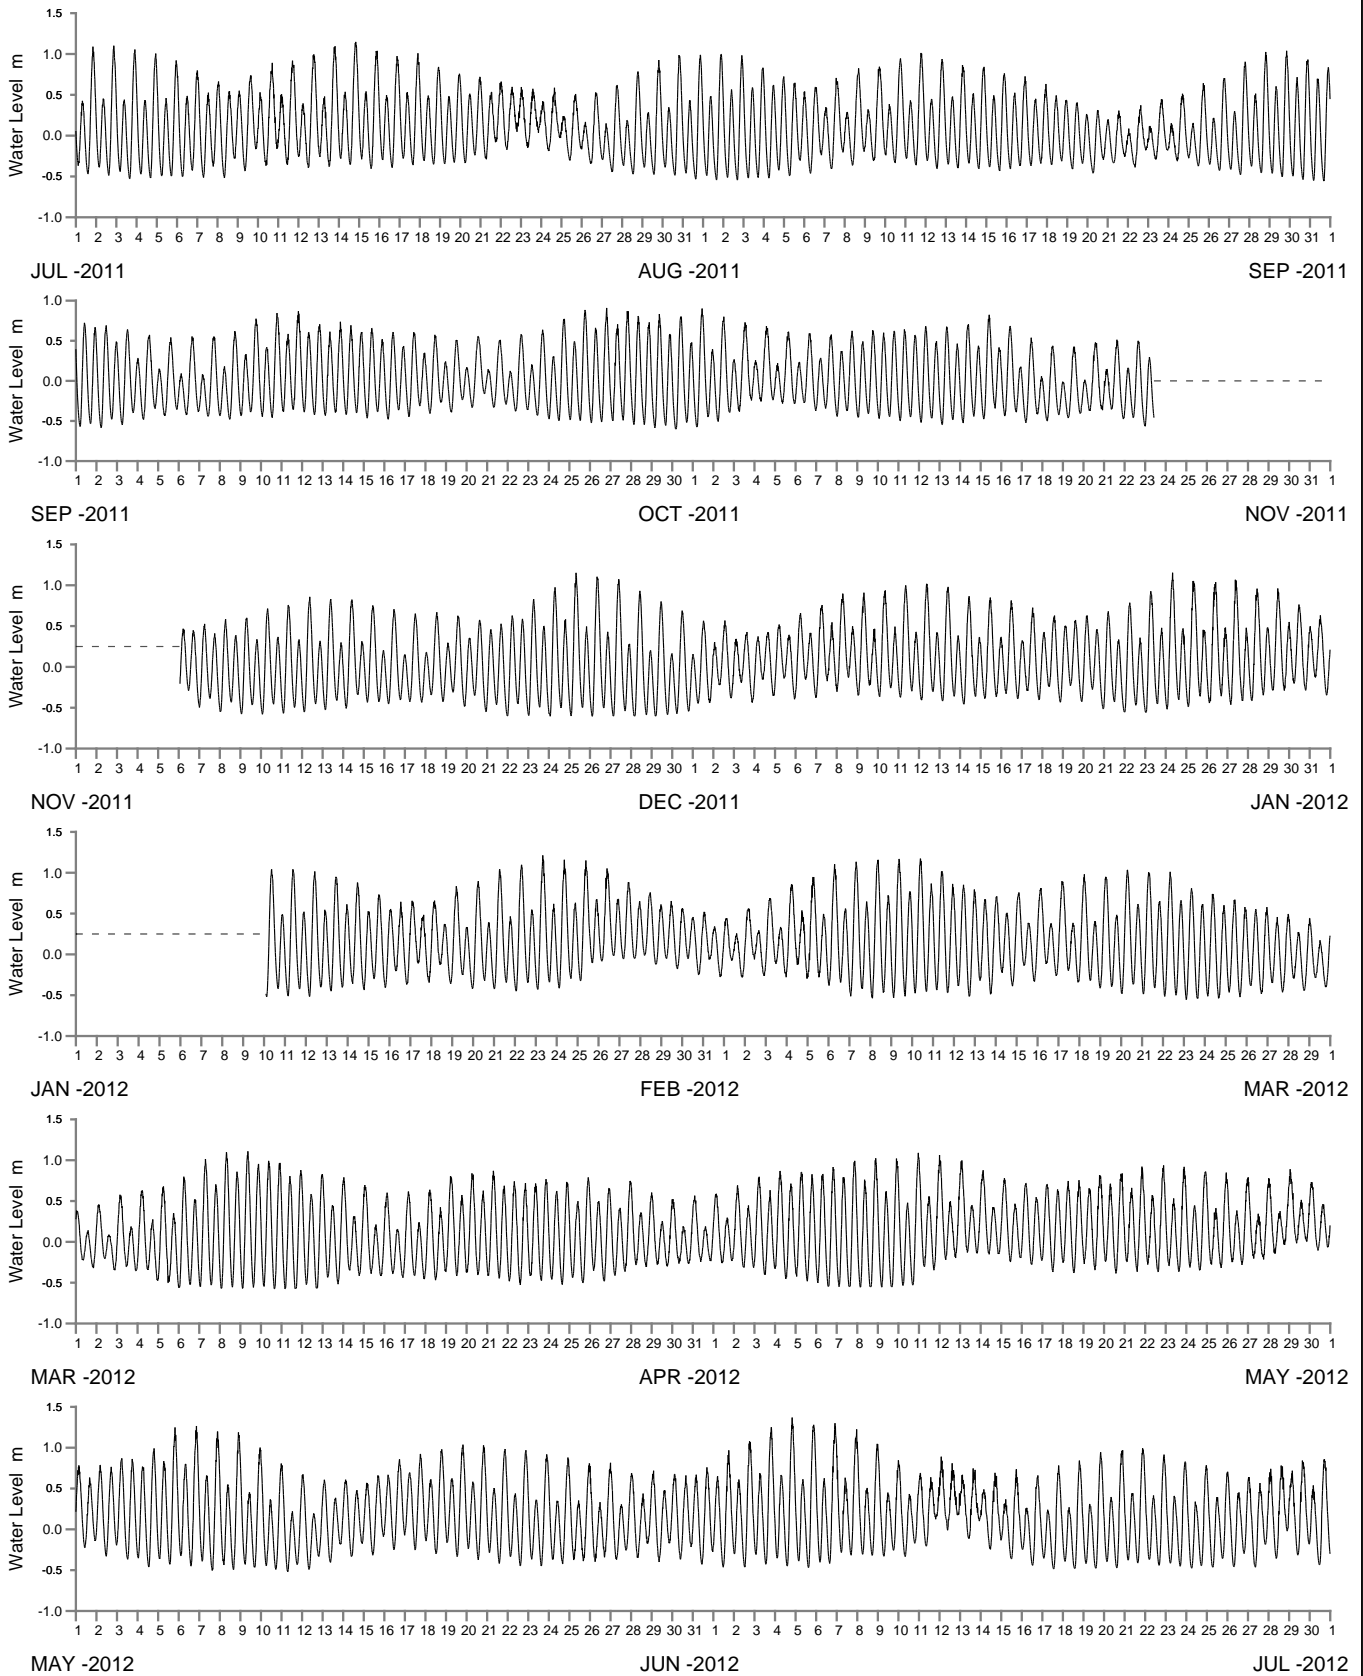 1.5
1.0
0.5
0.0
-0.5
-1.0
Water Level m
1 2 3 4 5 6 7 8 9 10 11 12 13 14 15 16 17 18 19 20 21 22 23 24 25 26 27 28 29 30 31 1 2 3 4 5 6 7 8 9 10 11 12 13 14 15 16 17 18 19 20 21 22 23 24 25 26 27 28 29 30 31 1
JUL -2011 AUG -2011 SEP -2011
1.0
0.5
0.0
-0.5
-1.0
Water Level m
1 2 3 4 5 6 7 8 9 10 11 12 13 14 15 16 17 18 19 20 21 22 23 24 25 26 27 28 29 30 1 2 3 4 5 6 7 8 9 10 11 12 13 14 15 16 17 18 19 20 21 22 23 24 25 26 27 28 29 30 31 1
SEP -2011 OCT -2011 NOV -2011
1.5
1.0
0.5
0.0
-0.5
-1.0
Water Level m
1 2 3 4 5 6 7 8 9 10 11 12 13 14 15 16 17 18 19 20 21 22 23 24 25 26 27 28 29 30 1 2 3 4 5 6 7 8 9 10 11 12 13 14 15 16 17 18 19 20 21 22 23 24 25 26 27 28 29 30 31 1
NOV -2011 DEC -2011 JAN -2012
1.5
1.0
0.5
0.0
-0.5
-1.0
Water Level m
1 2 3 4 5 6 7 8 9 10 11 12 13 14 15 16 17 18 19 20 21 22 23 24 25 26 27 28 29 30 31 1 2 3 4 5 6 7 8 9 10 11 12 13 14 15 16 17 18 19 20 21 22 23 24 25 26 27 28 29 1
JAN -2012 FEB -2012 MAR -2012
1.5
1.0
0.5
0.0
-0.5
-1.0
Water Level m
1 2 3 4 5 6 7 8 9 10 11 12 13 14 15 16 17 18 19 20 21 22 23 24 25 26 27 28 29 30 31 1 2 3 4 5 6 7 8 9 10 11 12 13 14 15 16 17 18 19 20 21 22 23 24 25 26 27 28 29 30 1
MAR -2012 APR -2012 MAY -2012
1.5
1.0
0.5
0.0
-0.5
-1.0
Water Level m
1 2 3 4 5 6 7 8 9 10 11 12 13 14 15 16 17 18 19 20 21 22 23 24 25 26 27 28 29 30 31 1 2 3 4 5 6 7 8 9 10 11 12 13 14 15 16 17 18 19 20 21 22 23 24 25 26 27 28 29 30 1
MAY -2012 JUN -2012 JUL -2012